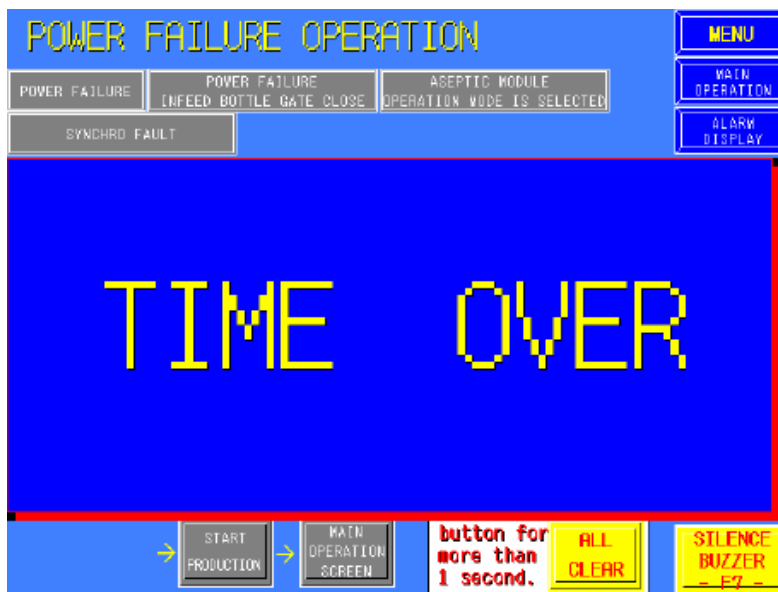 POWER FAILURE OPERATION
MENU
POWER FAILURE
POWER FAILURE
INFEED BOTTLE GATE CLOSE
ASEPTIC MODULE
OPERATION MODE IS SELECTED
MAIN
OPERATION
SYNCHRO FAULT
ALARM
DISPLAY
TIME OVER
→
START
PRODUCTION
→
MAIN
OPERATION
SCREEN
button for
more than
1 second.
ALL
CLEAR
SILENCE
BUZZER
- F7 -